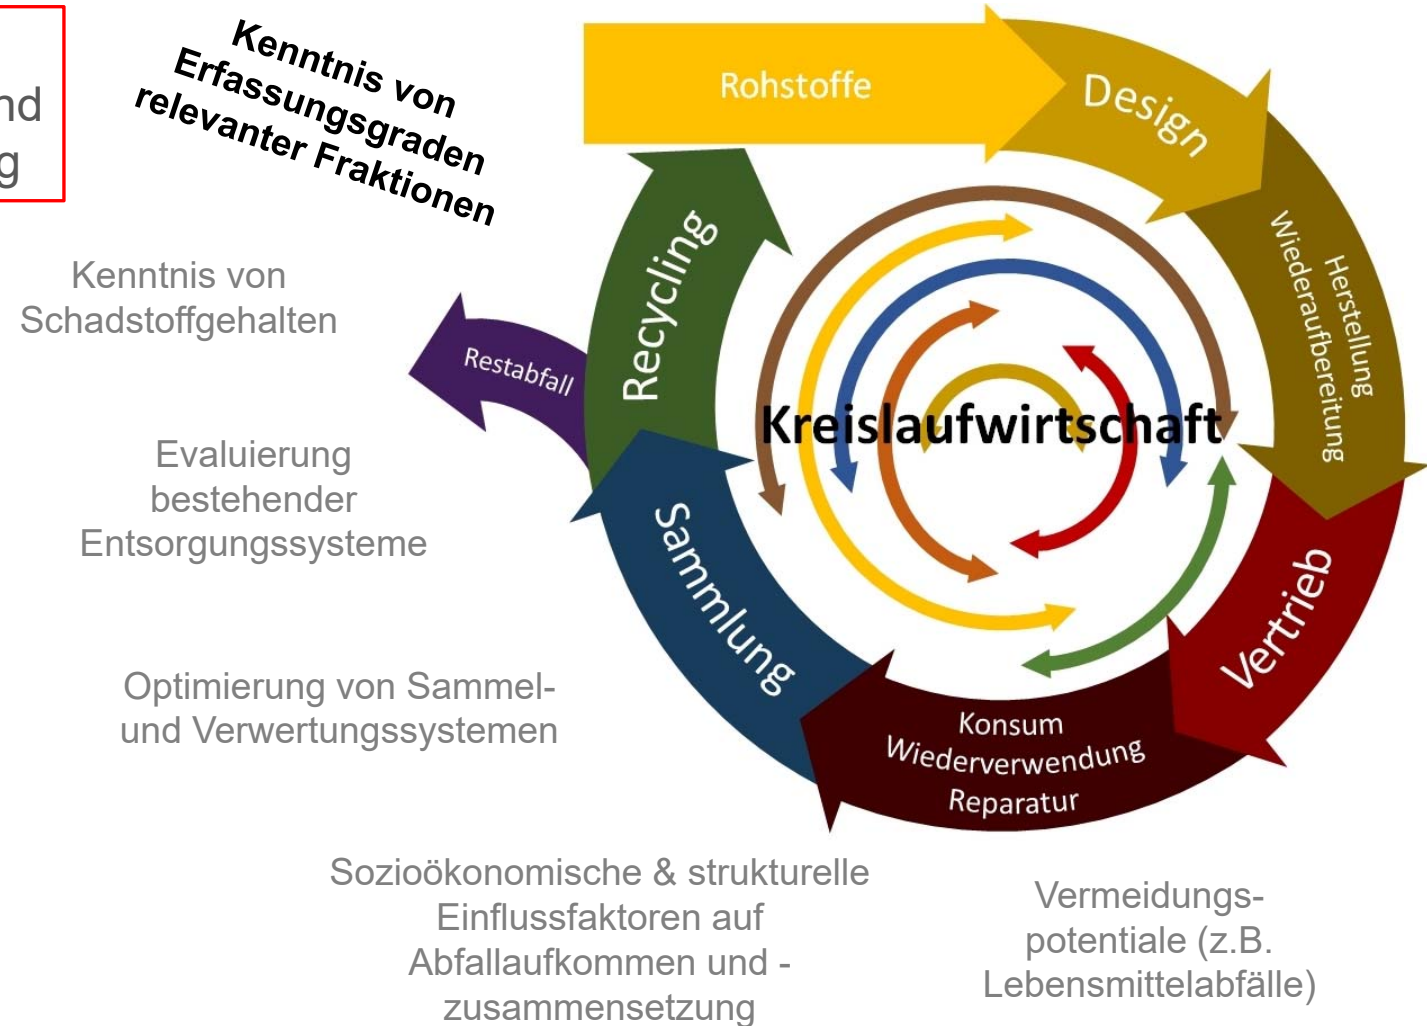 Kenntnis von
Erfassungsgraden
relevanter Fraktionen
Rohstoffe
Design
Herstellung
Wiederaufbereitung
Kenntnis von
Schadstoffgehalten
Recycling
Restabfall
Kreislaufwirtschaft
Evaluierung
bestehender
Entsorgungssysteme
Sammlung
Vertrieb
Optimierung von Sammel-
und Verwertungssystemen
Konsum
Wiederverwendung
Reparatur
Sozioökonomische & strukturelle
Einflussfaktoren auf
Abfallaufkommen und -
zusammensetzung
Vermeidungs-
potentiale (z.B.
Lebensmittelabfälle)